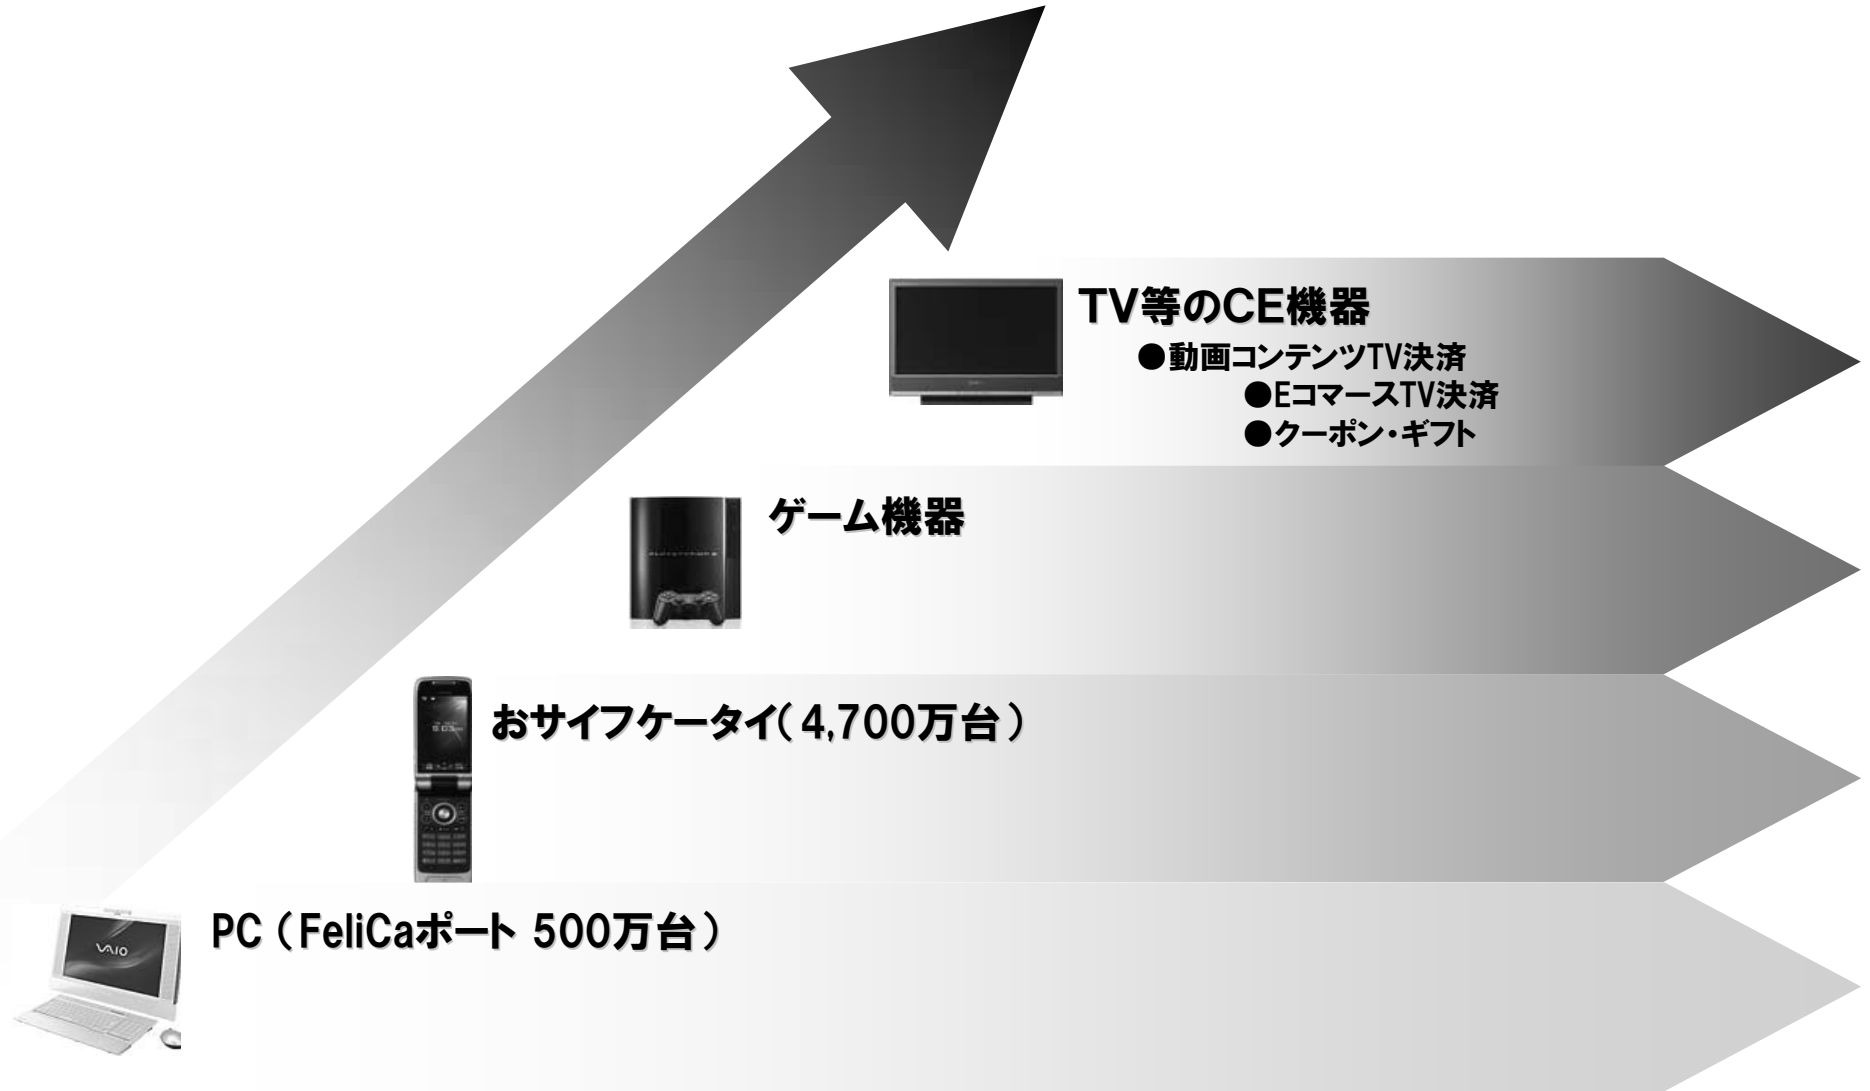 TV等のCE機器
●動画コンテンツTV決済
●EコマースTV決済
●クーポン・ギフト
ゲーム機器
おサイフケータイ(4,700万台)
PC(FeliCaポート 500万台)
VAIO